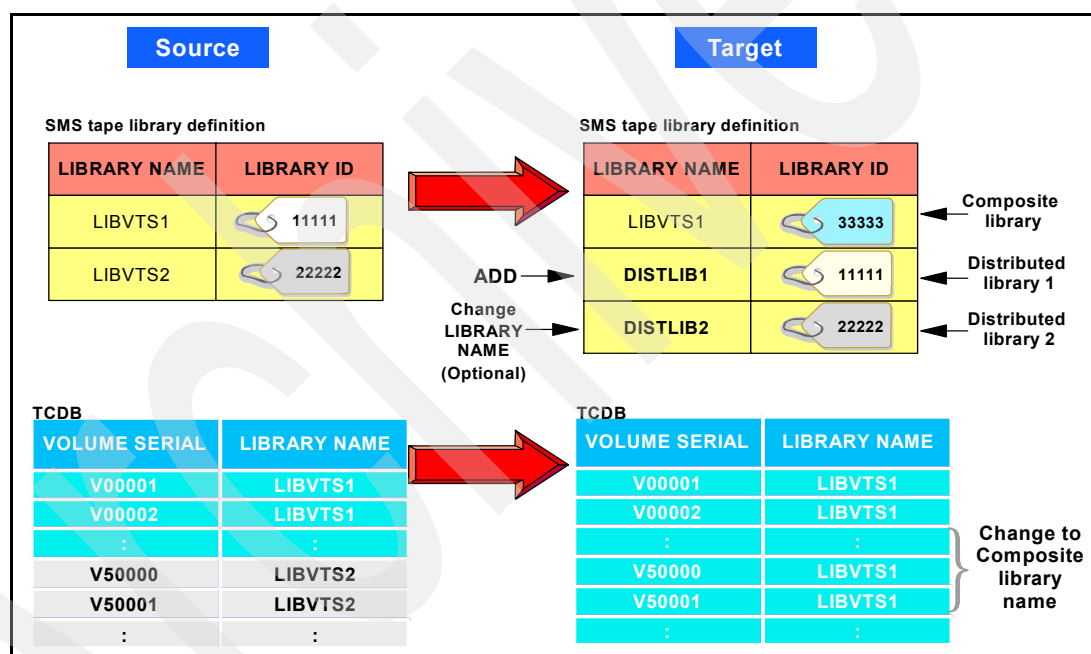 Source
Target
SMS tape library definition
LIBRARY NAME LIBRARY ID
LIBVTS1 11111
LIBVTS2 22222
SMS tape library definition
LIBRARY NAME LIBRARY ID
LIBVTS1 33333
DISTLIB1 11111
DISTLIB2 22222
Composite
library
ADD
Distributed
library 1
Change
LIBRARY
NAME
(Optional)
Distributed
library 2
TCDB
VOLUME SERIAL LIBRARY NAME
V00001 LIBVTS1
V00002 LIBVTS1
: :
V50000 LIBVTS2
V50001 LIBVTS2
: :
TCDB
VOLUME SERIAL LIBRARY NAME
V00001 LIBVTS1
V00002 LIBVTS1
: :
V50000 LIBVTS1
V50001 LIBVTS1
: :
Change to
Composite
library
name